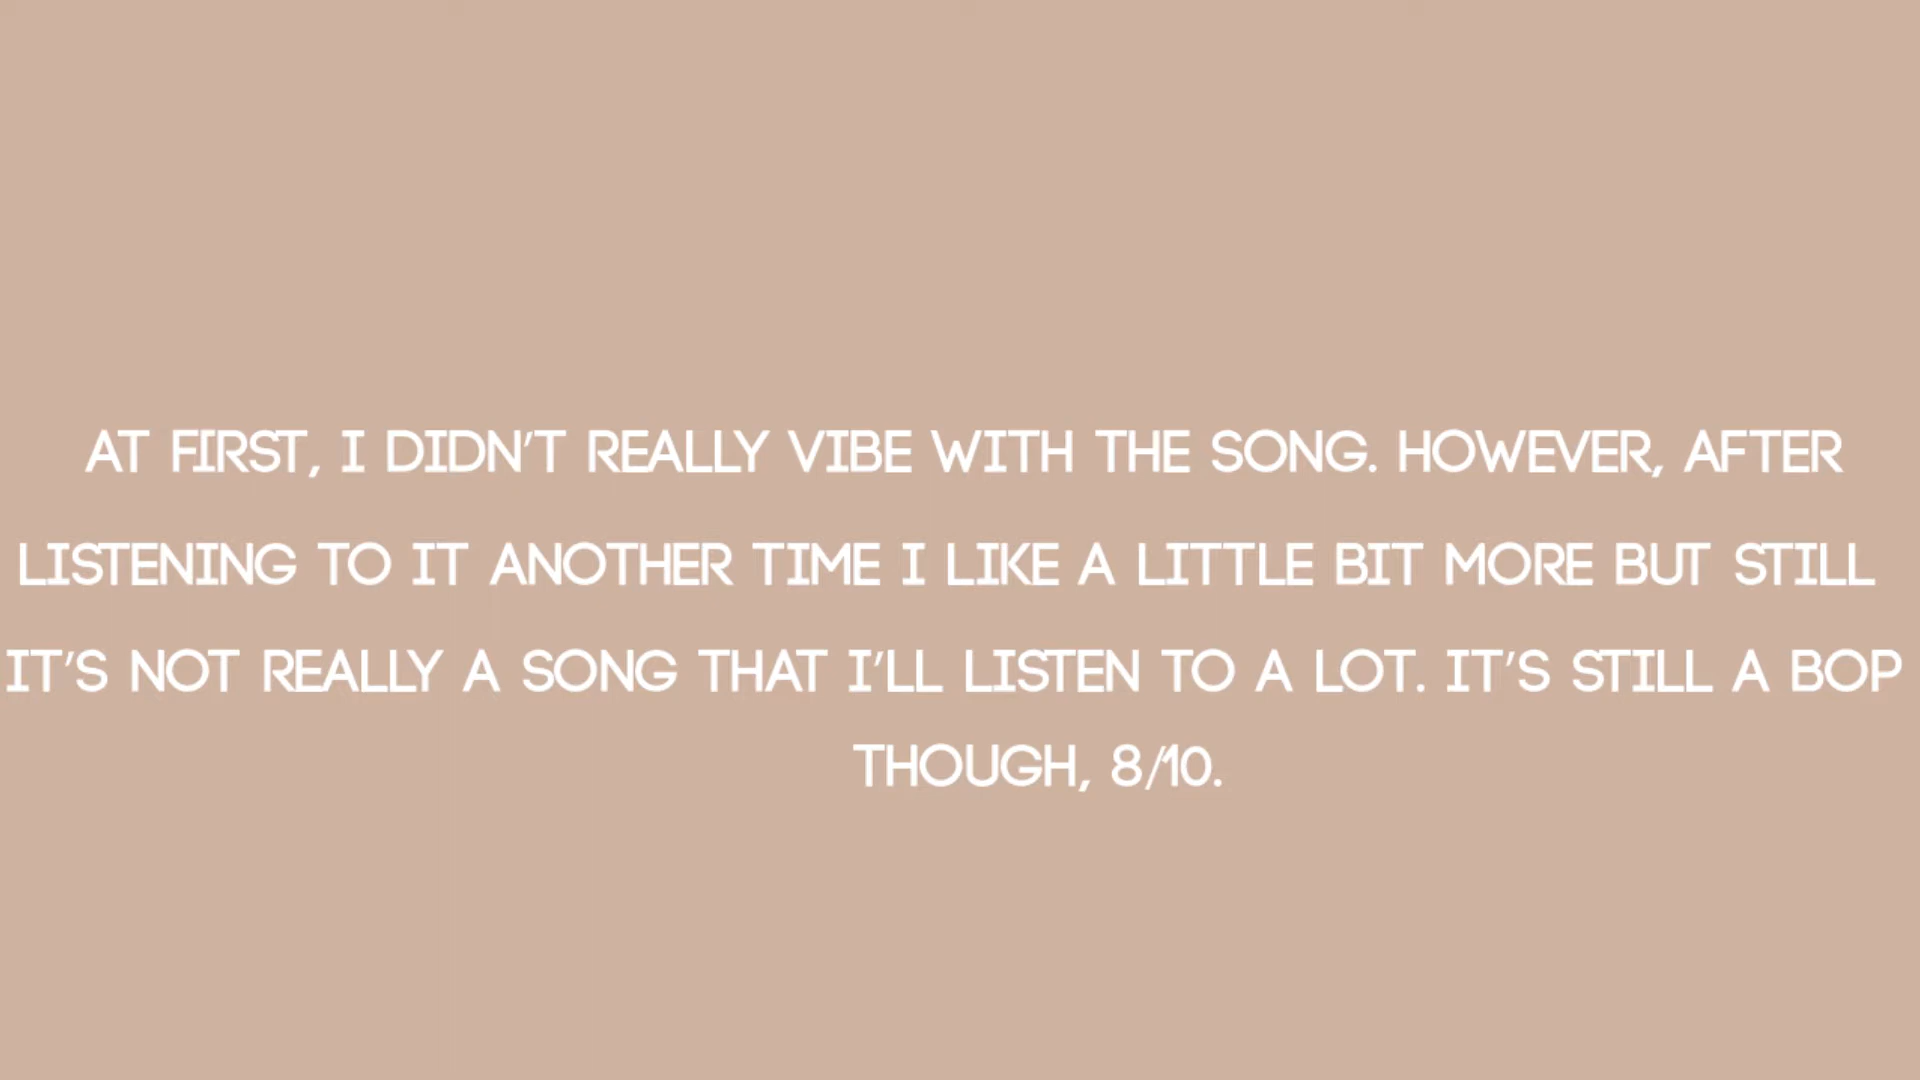 AT FIRST, I DIDN'T REALLY VIBE WITH THE SONG. HOWEVER, AFTER
LISTENING TO IT ANOTHER TIME I LIKE A LITTLE BIT MORE BUT STILL
IT'S NOT REALLY A SONG THAT I'LL LISTEN TO A LOT. IT'S STILL A BOP
THOUGH, 8/10.